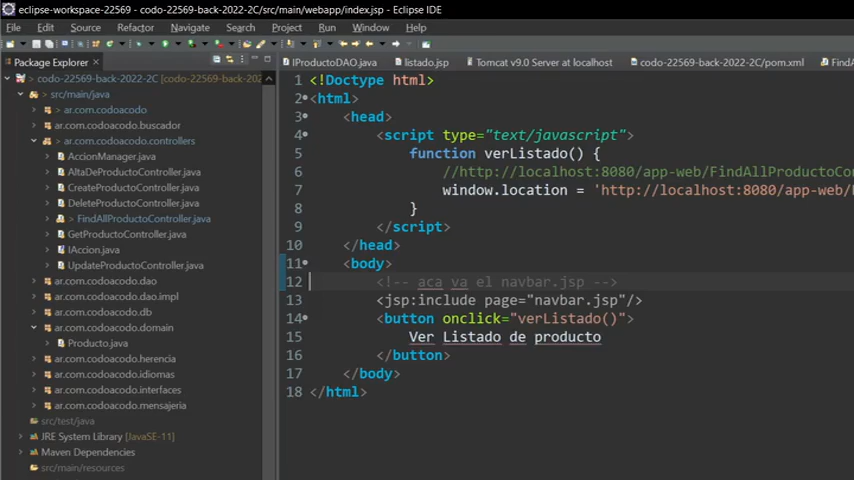 eclipse-workspace-22569 - codo-22569-back-2022-2C/src/main/webapp/index.jsp - Eclipse IDE
File Edit Source Refactor Navigate Search Project Run Window Help
Package Explorer
IProductoDAO.java
listado.jsp
Tomcat v9.0 Server at localhost
codo-22569-back-2022-2C/pom.xml
FindAl
> codo-22569-back-2022-2C (codo-22569-back-2022-2C
> src/main/java
> ar.com.codoacodo
ar.com.codoacodo.buscador
> ar.com.codoacodo.controllers
AccionManager.java
AltaDeProductoController.java
CreateProductoController.java
DeleteProductoController.java
> FindAllProductoController.java
GetProductoController.java
IAccion.java
UpdateProductoController.java
ar.com.codoacodo.dao
ar.com.codoacodo.dao.impl
ar.com.codoacodo.db
ar.com.codoacodo.domain
Producto.java
ar.com.codoacodo.herencia
ar.com.codoacodo.idiomas
ar.com.codoacodo.interfaces
ar.com.codoacodo.mensajeria
src/test/java
JRE System Library [JavaSE-11]
Maven Dependencies
src/main/resources
1 <!Doctype html>
2 <html>
3 <head>
4 <script type="text/javascript">
5 function verListado() {
6 //http://localhost:8080/app-web/FindAllProductoCo
7 window.location = 'http://localhost:8080/app-web/
8 }
9 </script>
10 </head>
11 <body>
12 <!-- aca va el navbar.jsp -->
13 <jsp:include page="navbar.jsp"/>
14 <button onclick="verListado()">
15 Ver Listado de producto
16 </button>
17 </body>
18 </html>